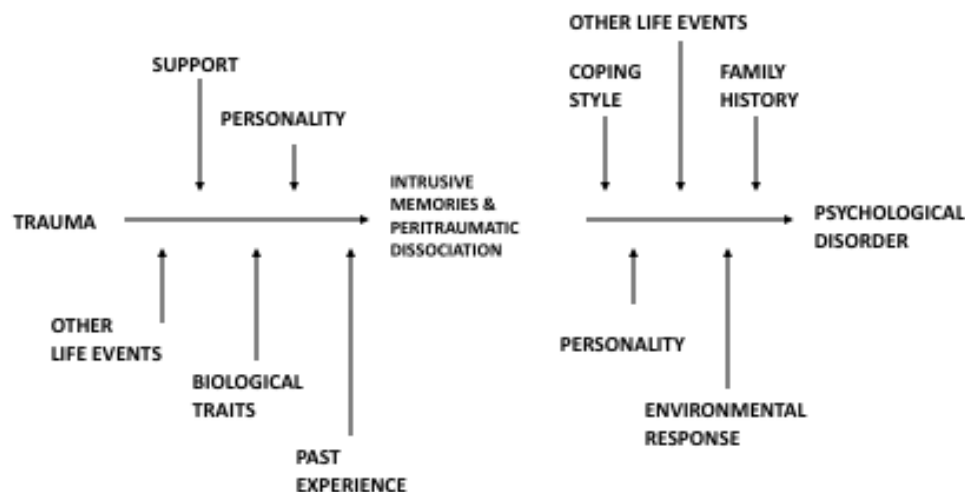 OTHER LIFE EVENTS
SUPPORT
COPING
STYLE
FAMILY
HISTORY
PERSONALITY
INTRUSIVE
MEMORIES &
PERITRAUMATIC
DISSOCIATION
TRAUMA
PSYCHOLOGICAL
DISORDER
OTHER
LIFE EVENTS
PERSONALITY
BIOLOGICAL
TRAITS
ENVIRONMENTAL
RESPONSE
PAST
EXPERIENCE